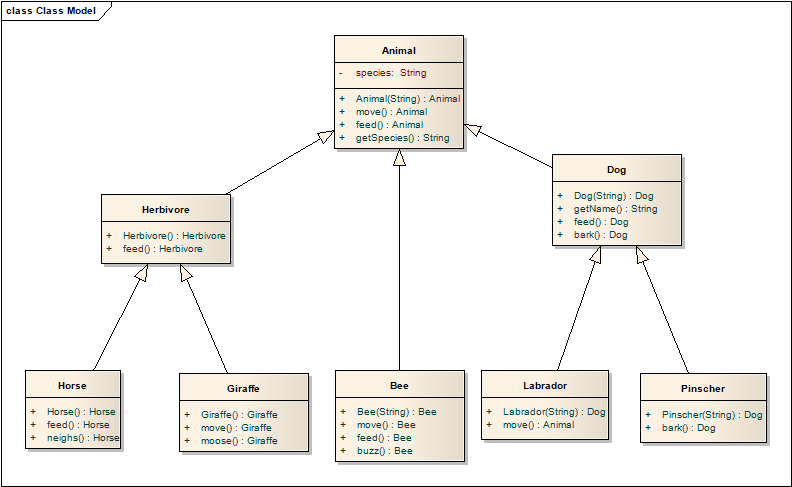 class Class Model
Animal
- species: String
+ Animal(String) : Animal
+ move() : Animal
+ feed() : Animal
+ getSpecies() : String
Dog
+ Dog(String) : Dog
+ getName() : String
+ feed() : Dog
+ bark() : Dog
Herbivore
+ Herbivore() : Herbivore
+ feed() : Herbivore
Horse
+ Horse() : Horse
+ feed() : Horse
+ neighs() : Horse
Giraffe
+ Giraffe() : Giraffe
+ move() : Giraffe
+ moose() : Giraffe
Bee
+ Bee(String) : Bee
+ move() : Bee
+ feed() : Bee
+ buzz() : Bee
Labrador
+ Labrador(String) : Dog
+ move() : Animal
Pinscher
+ Pinscher(String) : Dog
+ bark() : Dog